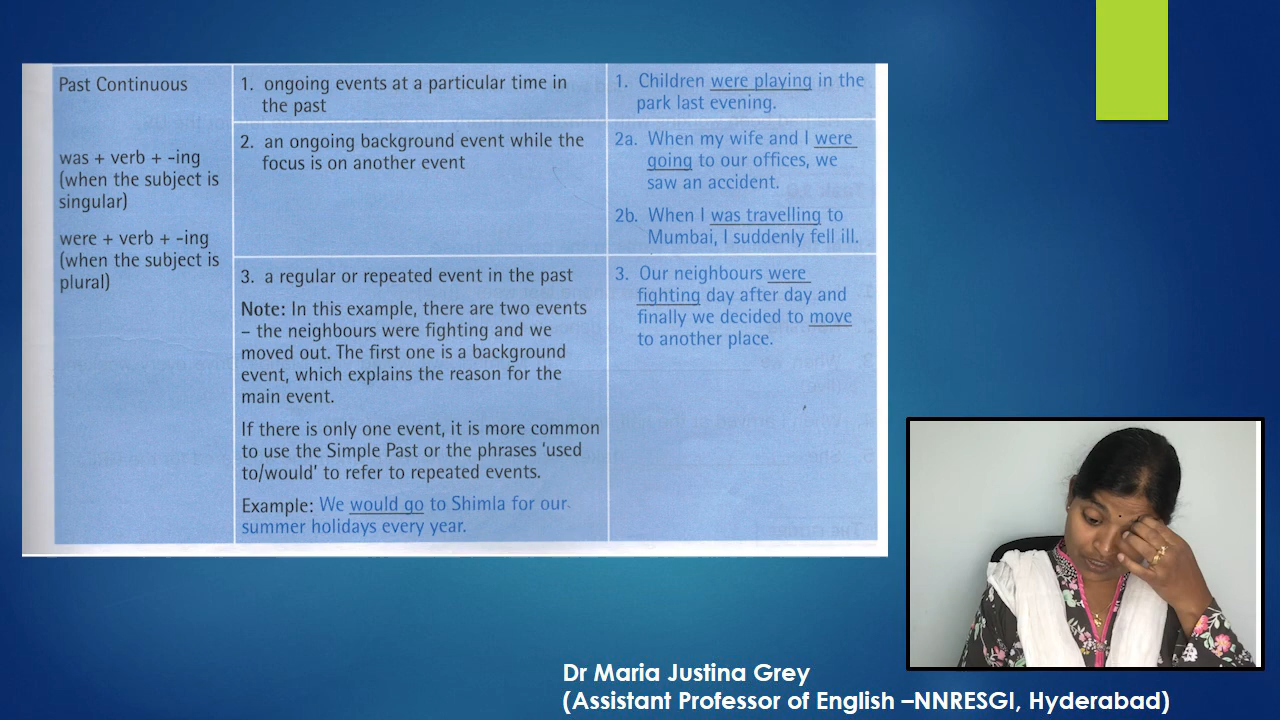 Past Continuous
was + verb + -ing
(when the subject is
singular)
were + verb + -ing
(when the subject is
plural)
1. ongoing events at a particular time in
the past
1. Children were playing in the
park last evening.
2. an ongoing background event while the
focus is on another event
2a. When my wife and I were
going to our offices, we
saw an accident.
2b. When I was travelling to
Mumbai, I suddenly fell ill.
3. a regular or repeated event in the past
Note: In this example, there are two events
– the neighbours were fighting and we
moved out. The first one is a background
event, which explains the reason for the
main event.
If there is only one event, it is more common
to use the Simple Past or the phrases ‘used
to/would’ to refer to repeated events.
Example: We would go to Shimla for our
summer holidays every year.
3. Our neighbours were
fighting day after day and
finally we decided to move
to another place.
Dr Maria Justina Grey
(Assistant Professor of English –NNRESGI, Hyderabad)